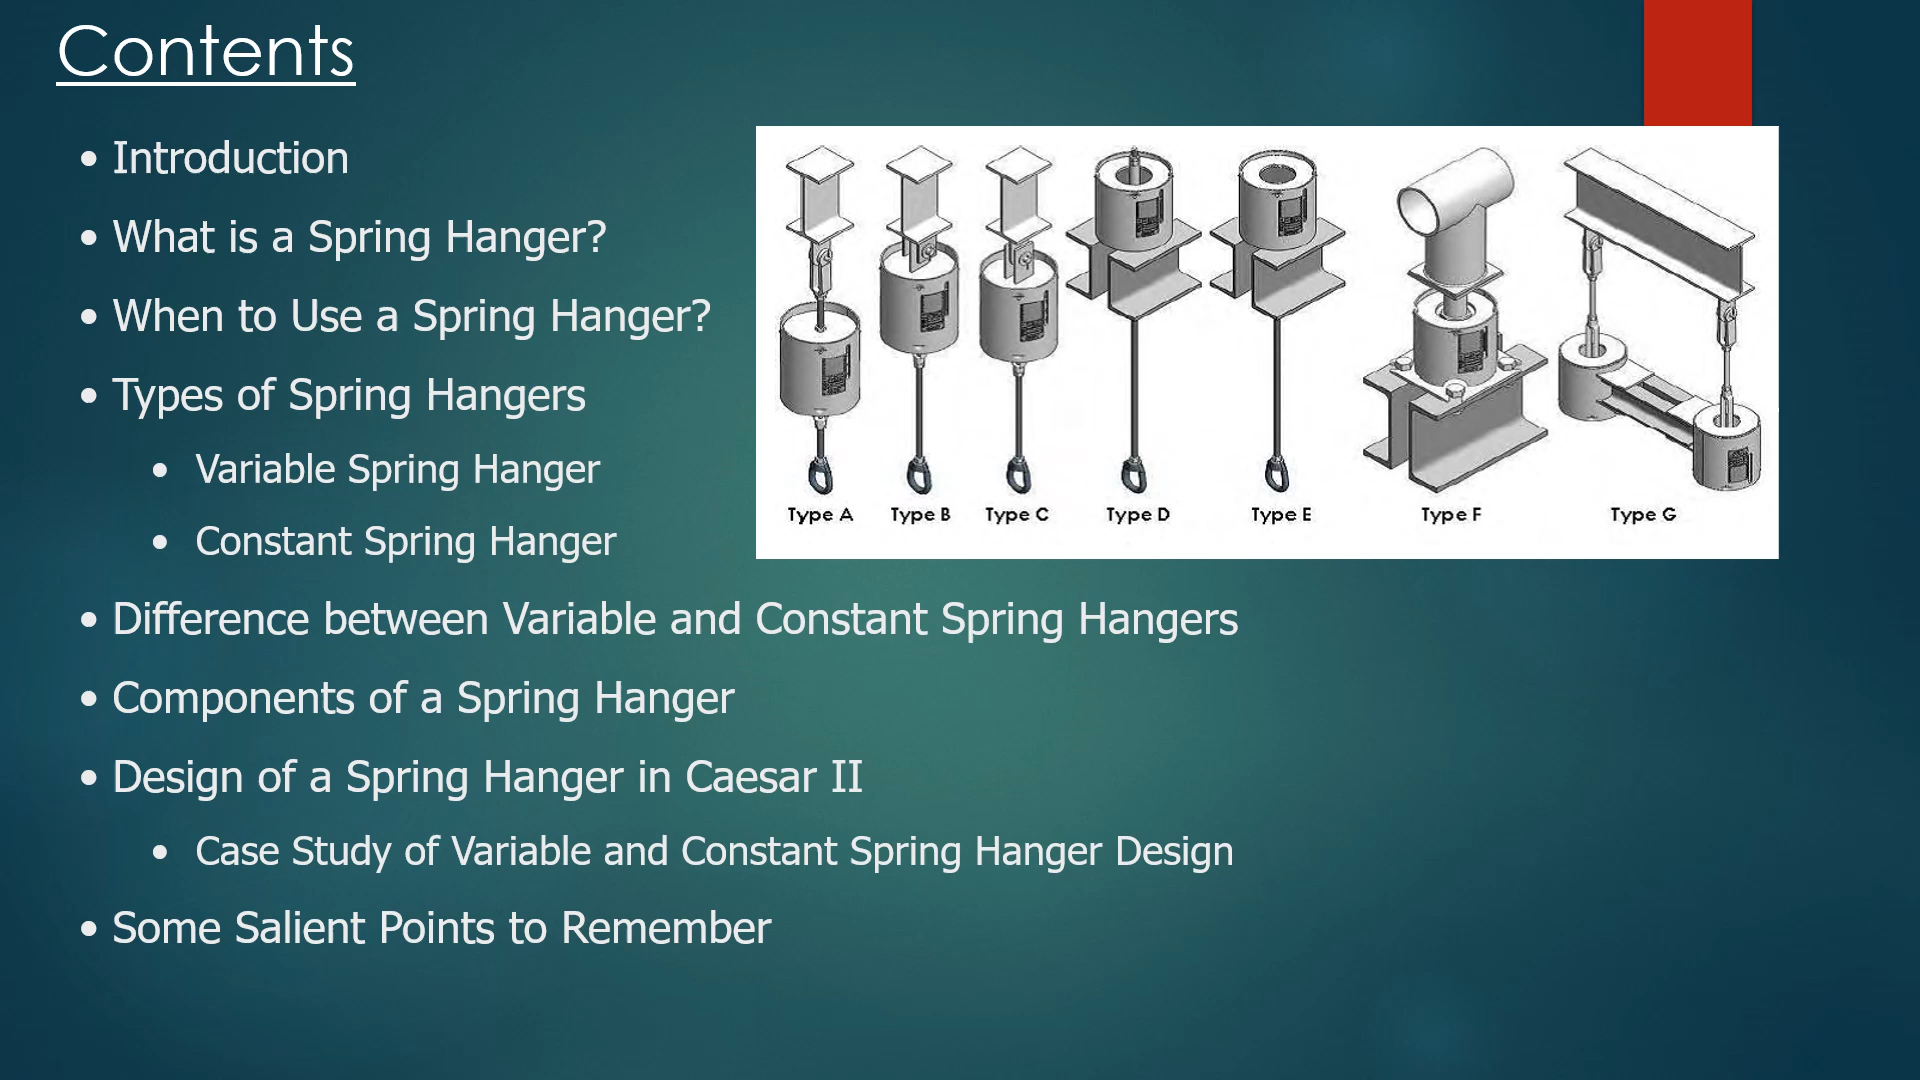 Contents
• Introduction
• What is a Spring Hanger?
• When to Use a Spring Hanger?
• Types of Spring Hangers
• Variable Spring Hanger
• Constant Spring Hanger
Type A Type B Type C Type D Type E Type F Type G
• Difference between Variable and Constant Spring Hangers
• Components of a Spring Hanger
• Design of a Spring Hanger in Caesar II
• Case Study of Variable and Constant Spring Hanger Design
• Some Salient Points to Remember